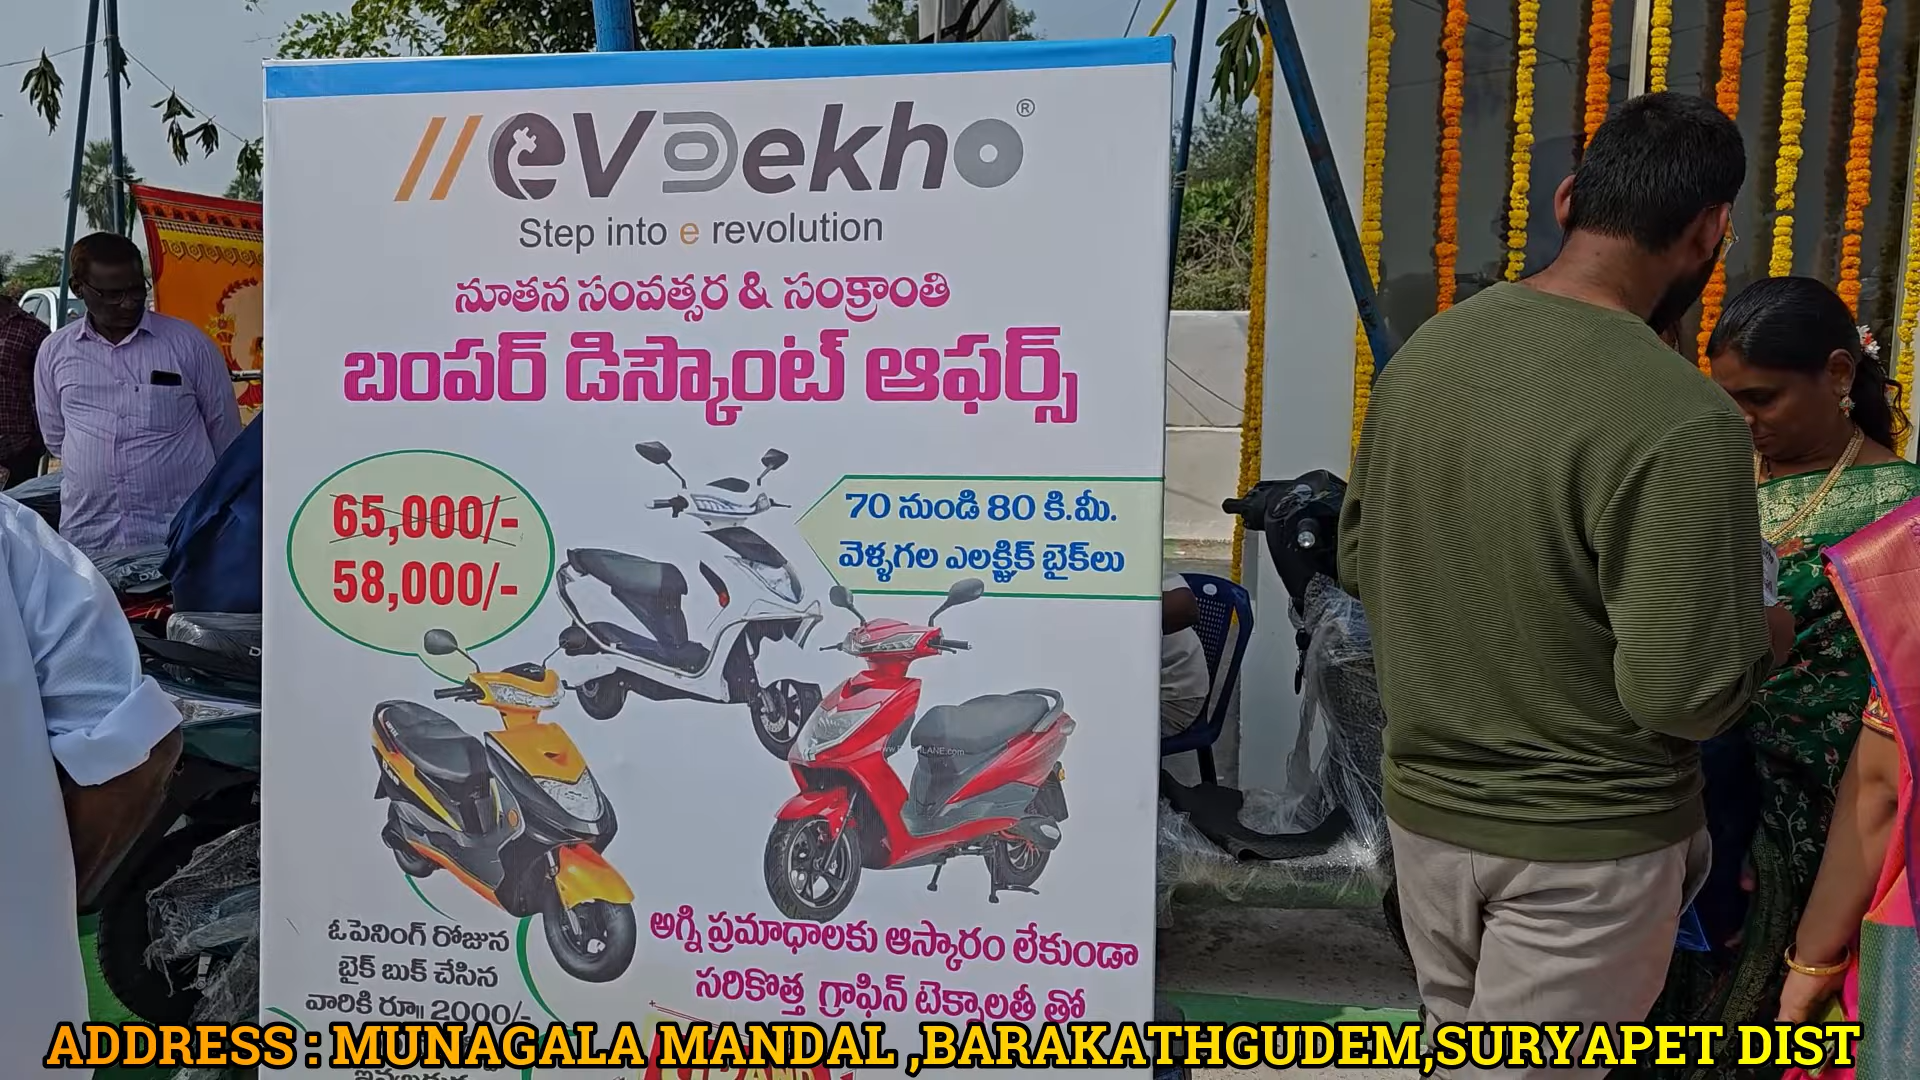 //evDekho®
Step into e revolution
నూతన సంవత్సర & సంక్రాంతి
బంపర్ డిస్కౌంట్ ఆఫర్స్
65,000/-
58,000/-
70 నుండి 80 కి.మీ.
వెళ్ళగల ఎలక్ట్రిక్ బైక్‌లు
ఓపెనింగ్ రోజున
బైక్ బుక్ చేసిన
వారికి రూ॥ 2000/-
అగ్ని ప్రమాధాలకు ఆస్కారం లేకుండా
సరికొత్త గ్రాఫిన్ టెక్నాలజీ తో
ADDRESS : MUNAGALA MANDAL ,BARAKATHGUDEM,SURYAPET DIST